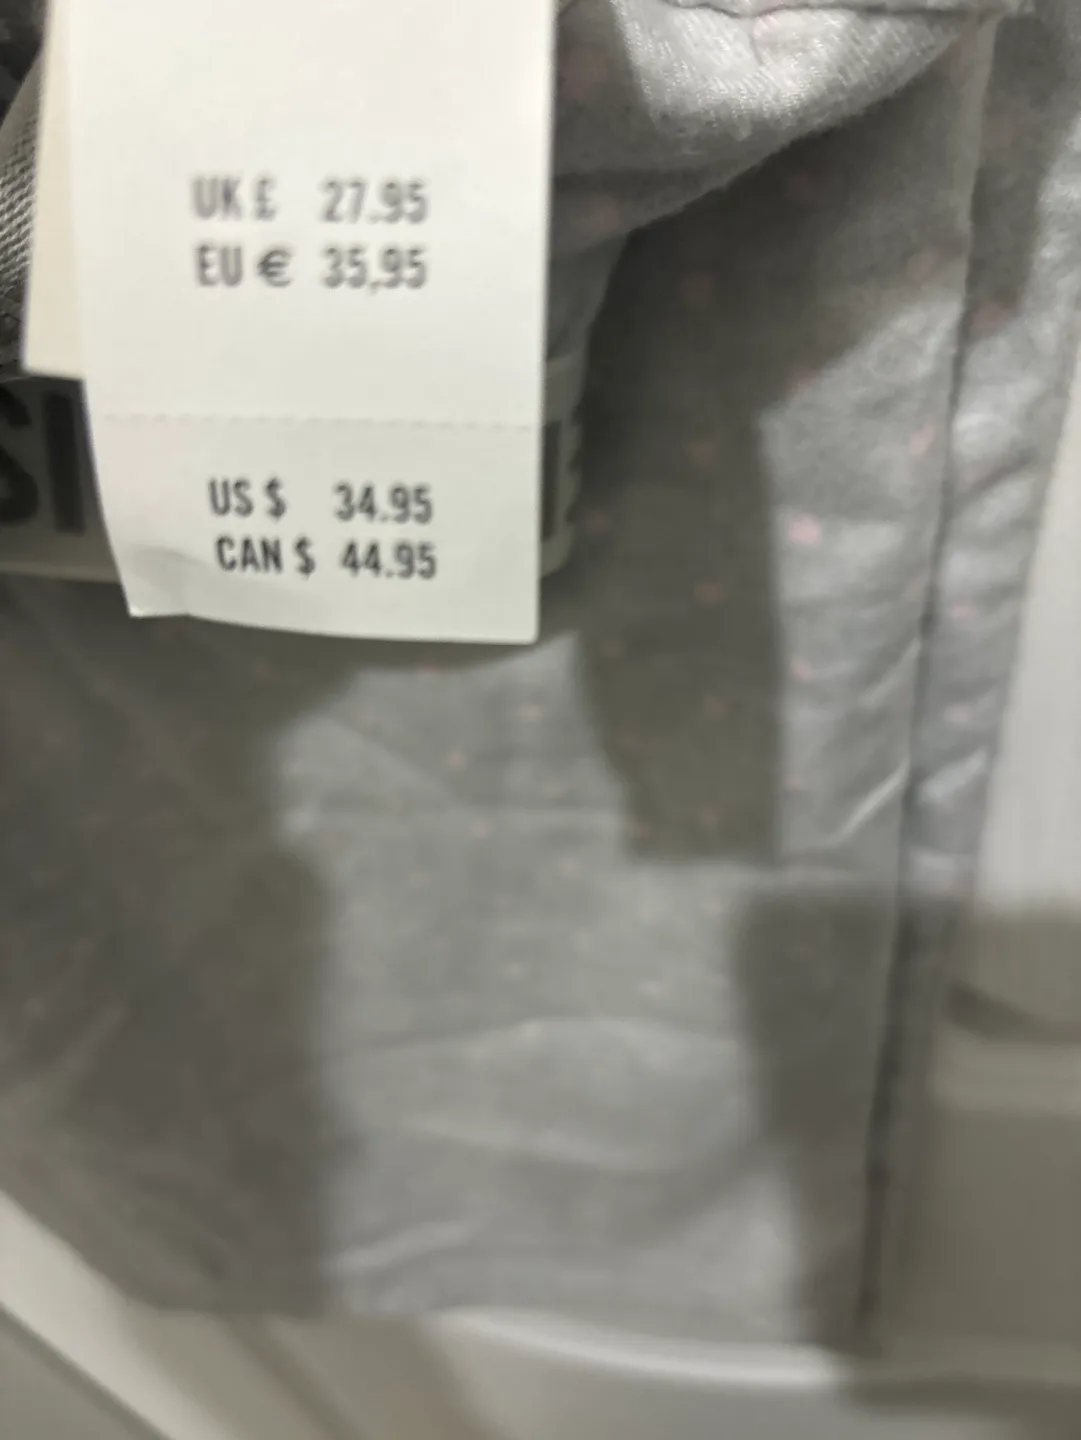 UK £ 27.95
EU € 35,95
US $ 34.95
CAN $ 44.95